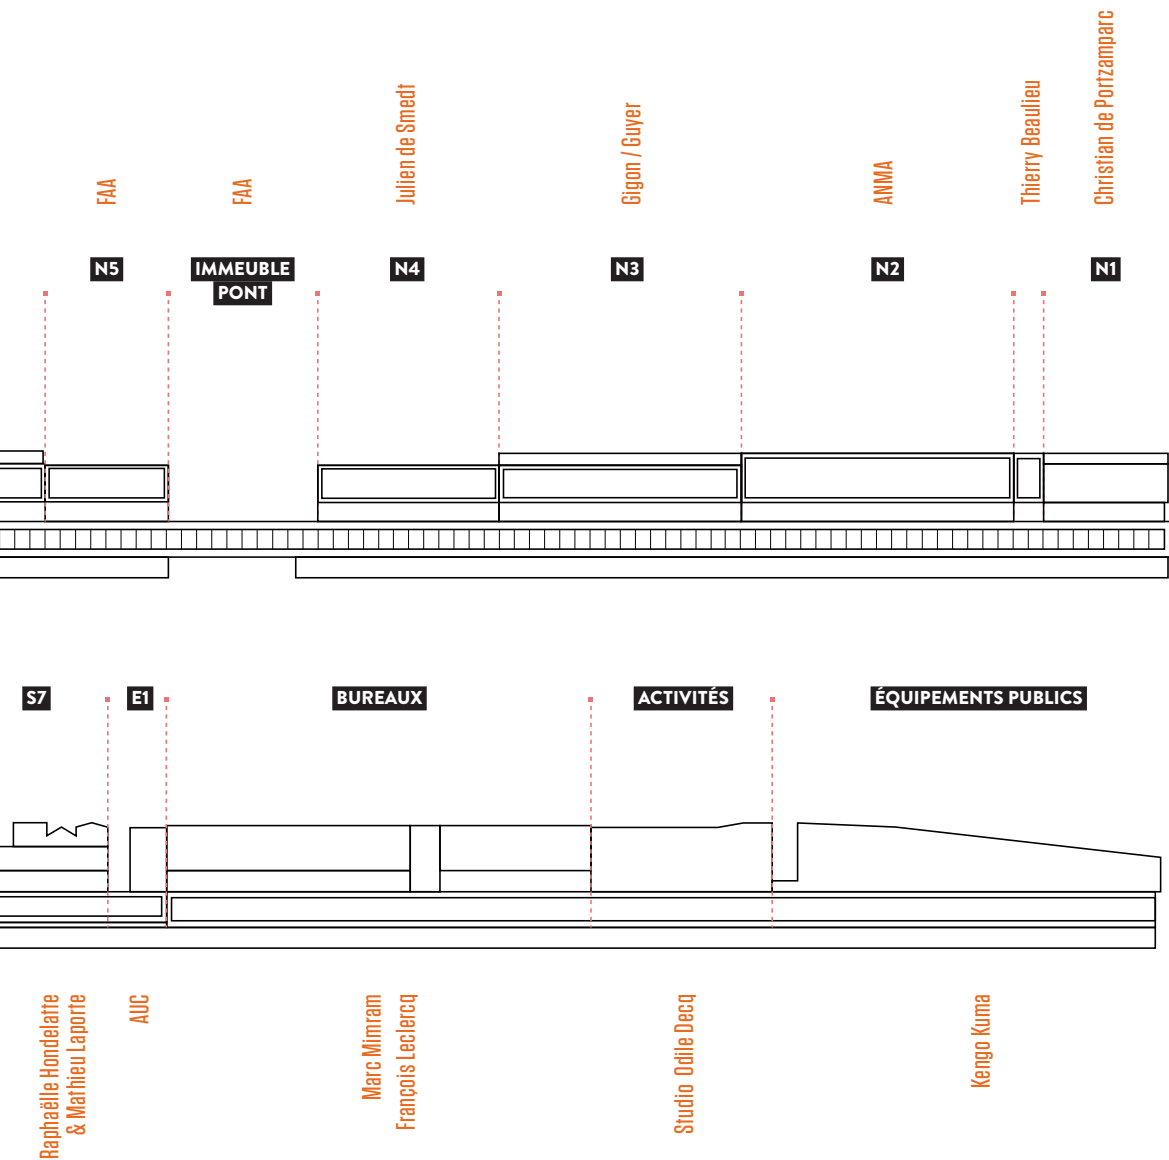 FAA
FAA
Julien de Smedt
Gigon / Guyer
ANMA
Thierry Beaulieu
Christian de Portzamparc
N5
IMMEUBLE
PONT
N4
N3
N2
N1
S7
E1
BUREAUX
ACTIVITÉS
ÉQUIPEMENTS PUBLICS
Raphaëlle Hondelatte
& Mathieu Laporte
AUC
Marc Mimram
François Leclercq
Studio Odile Decq
Kengo Kuma